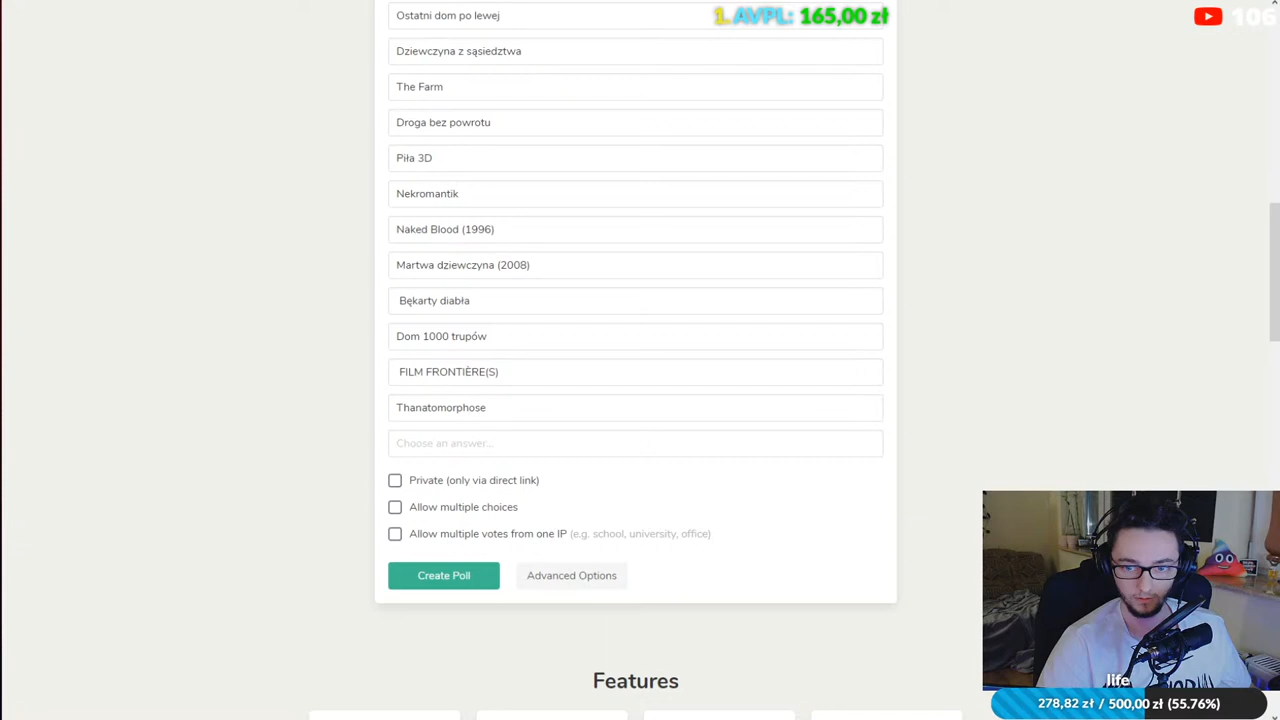 Ostatni dom po lewej
1. AVPL: 165,00 zł
106
Dziewczyna z sąsiedztwa
The Farm
Droga bez powrotu
Piła 3D
Nekromantik
Naked Blood (1996)
Martwa dziewczyna (2008)
Bękarty diabła
Dom 1000 trupów
FILM FRONTIÈRE(S)
Thanatomorphose
Choose an answer...
Private (only via direct link)
Allow multiple choices
Allow multiple votes from one IP (e.g. school, university, office)
Create Poll
Advanced Options
Features
life
278,82 zł / 500,00 zł (55.76%)